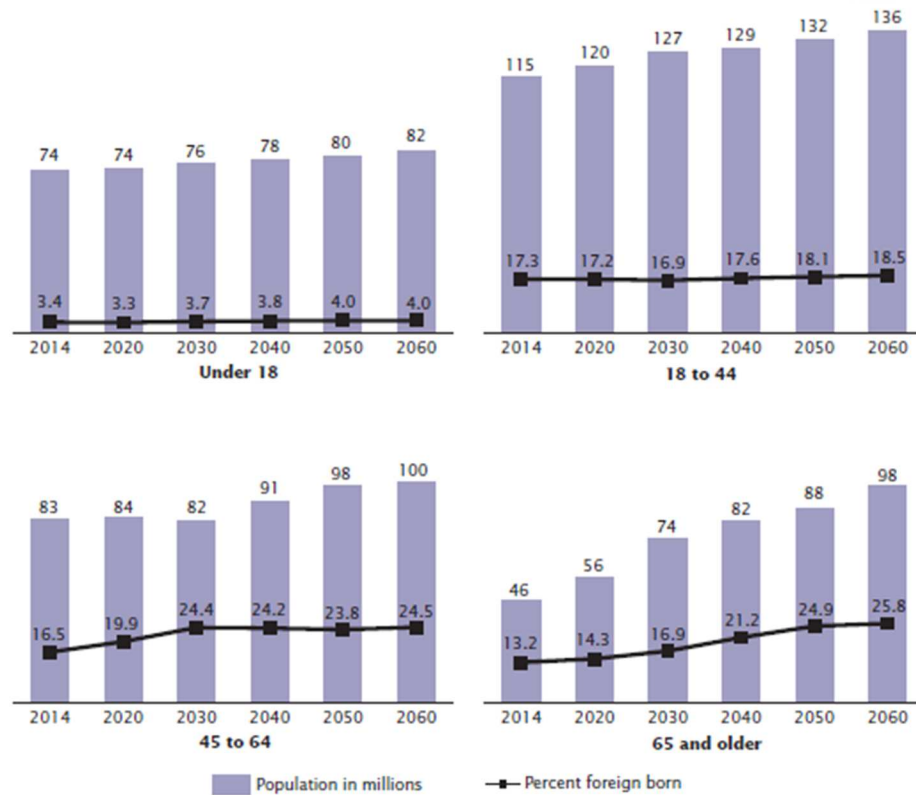 74 74 76 78 80 82
3.4 3.3 3.7 3.8 4.0 4.0
2014 2020 2030 2040 2050 2060
Under 18
115 120 127 129 132 136
17.3 17.2 16.9 17.6 18.1 18.5
2014 2020 2030 2040 2050 2060
18 to 44
83 84 82 91 98 100
16.5 19.9 24.4 24.2 23.8 24.5
2014 2020 2030 2040 2050 2060
45 to 64
46 56 74 82 88 98
13.2 14.3 16.9 21.2 24.9 25.8
2014 2020 2030 2040 2050 2060
65 and older
Population in millions
Percent foreign born